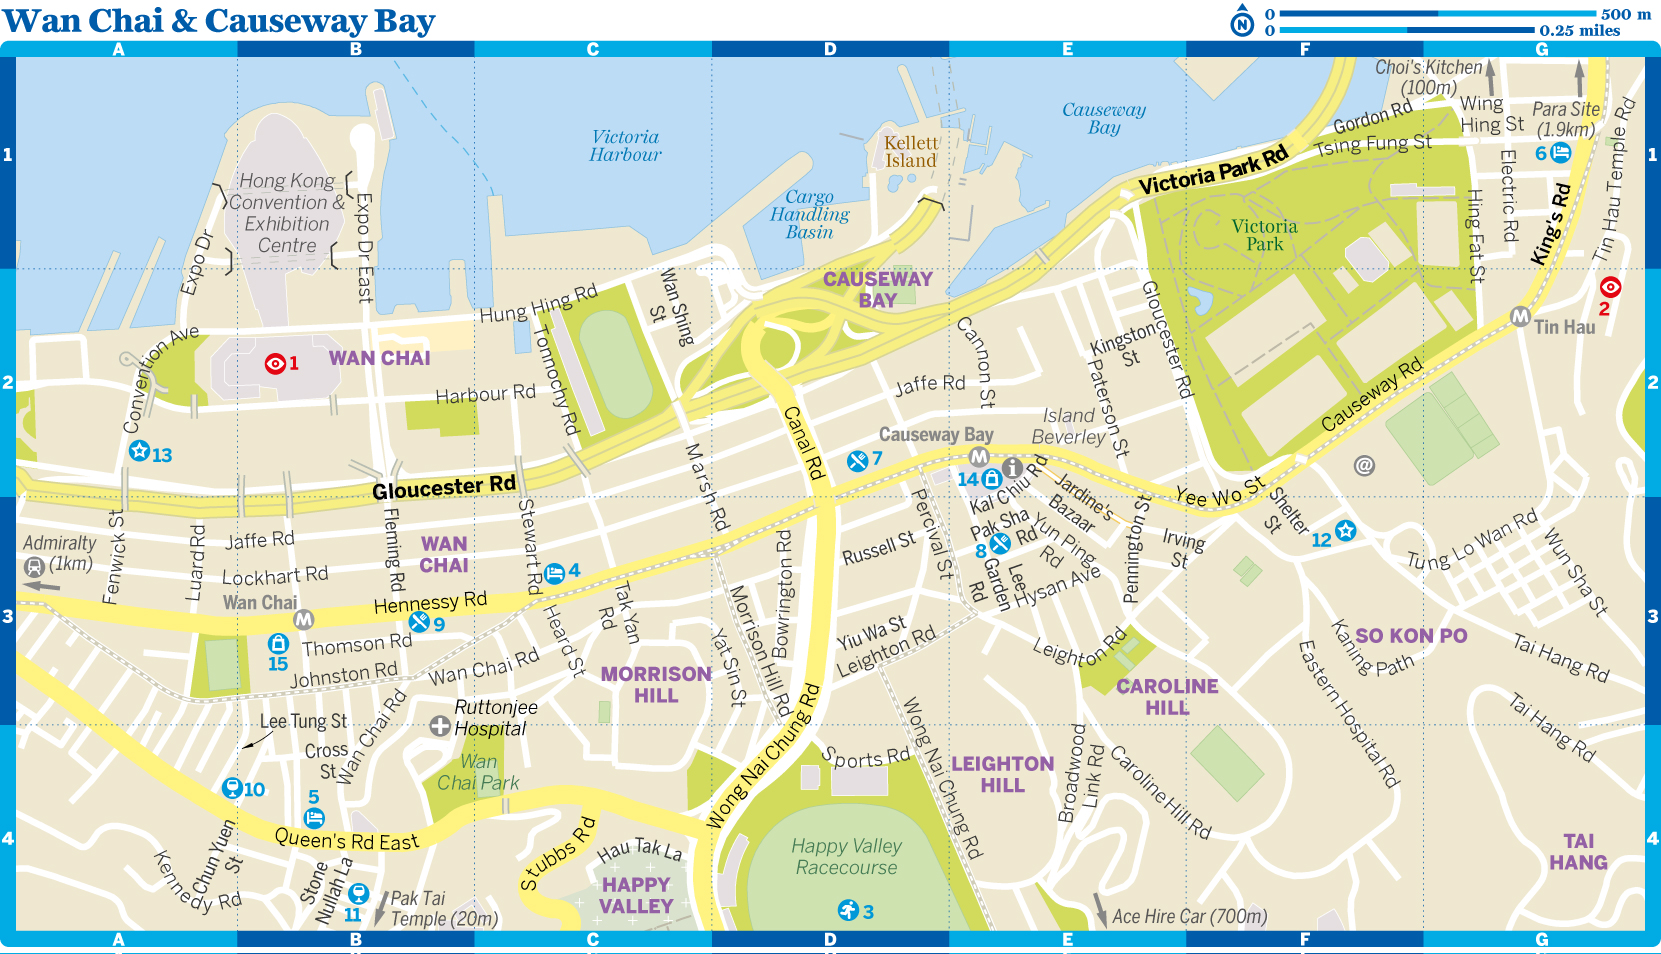 Wan Chai & Causeway Bay
N
0 500 m
0 0.25 miles
A B C D E F G
1
2
3
4
Choi's Kitchen
(100m)
Wing
Hing St
Para Site
(1.9km)
6
Gordon Rd
Tsing Fung St
Victoria Park Rd
Electric Rd
Hing Fat St
King's Rd
Tin Hau Temple Rd
Causeway
Bay
Victoria
Harbour
Kellett
Island
Cargo
Handling
Basin
Victoria
Park
Hong Kong
Convention &
Exhibition
Centre
Expo Dr
Expo Dr East
CAUSEWAY
BAY
2
M
Tin Hau
Hung Hing Rd
Wan Shing
St
Tonnochy Rd
Convention Ave
1
WAN CHAI
Harbour Rd
Jaffe Rd
Cannon St
Kingston
St
Gloucester Rd
Paterson St
Island
Beverley
Causeway Rd
13
Gloucester Rd
Marsh Rd
Canal Rd
7
Causeway Bay
M
i
14
Kai Chiu Rd
Jardine's
Bazaar
Yee Wo St
@
Shelter
St
12
Tung Lo Wan Rd
Wun Sha St
Admiralty
(1km)
Fenwick St
Luard Rd
Jaffe Rd
Lockhart Rd
Wan Chai
M
Fleming Rd
WAN
CHAI
Stewart Rd
4
Hennessy Rd
9
15
Thomson Rd
Johnston Rd
Wan Chai Rd
Heard St
Tak Yan
Rd
Morrison Hill Rd
Bowrington Rd
Yat Sin St
Russell St
Percival St
Pak Sha
Rd
8
Yun Ping
Rd
Lee
Garden
Rd
Hysan Ave
Pennington St
Irving
St
Yiu Wa St
Leighton Rd
Leighton Rd
MORRISON
HILL
CAROLINE
HILL
SO KON PO
Kaning
Path
Eastern Hospital Rd
Tai Hang Rd
Tai Hang Rd
Lee Tung St
Cross
St
Wan Chai Rd
Ruttonjee
Hospital
Wan
Chai Park
10
5
Queen's Rd East
Chun Yuen
St
Kennedy Rd
Stone
Nullah La
11
Pak Tai
Temple (20m)
Stubbs Rd
Hau Tak La
HAPPY
VALLEY
Wong Nai Chung Rd
Sports Rd
Wong Nai Chung Rd
Happy Valley
Racecourse
3
LEIGHTON
HILL
Broadwood
Link Rd
Caroline Hill Rd
Ace Hire Car (700m)
TAI
HANG
1
2
3
4
A B C D E F G